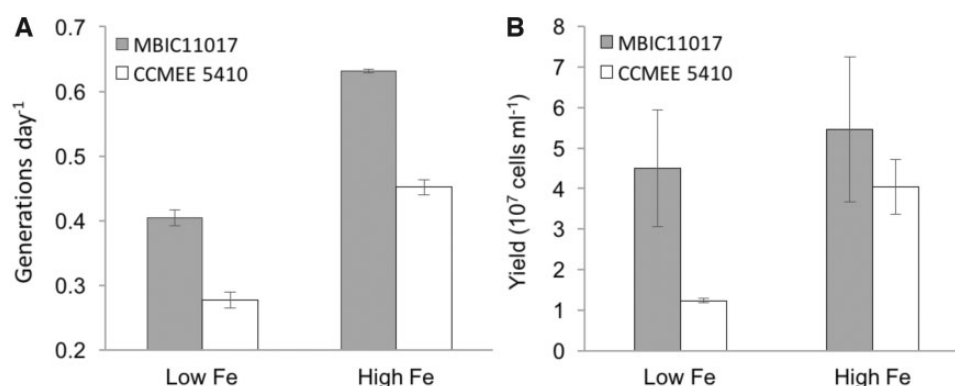 A
MBIC11017
CCMEE 5410
Generations day-1
0.7
0.6
0.5
0.4
0.3
0.2
Low Fe High Fe
B
MBIC11017
CCMEE 5410
Yield (10⁷ cells ml⁻¹)
8
7
6
5
4
3
2
1
0
Low Fe High Fe